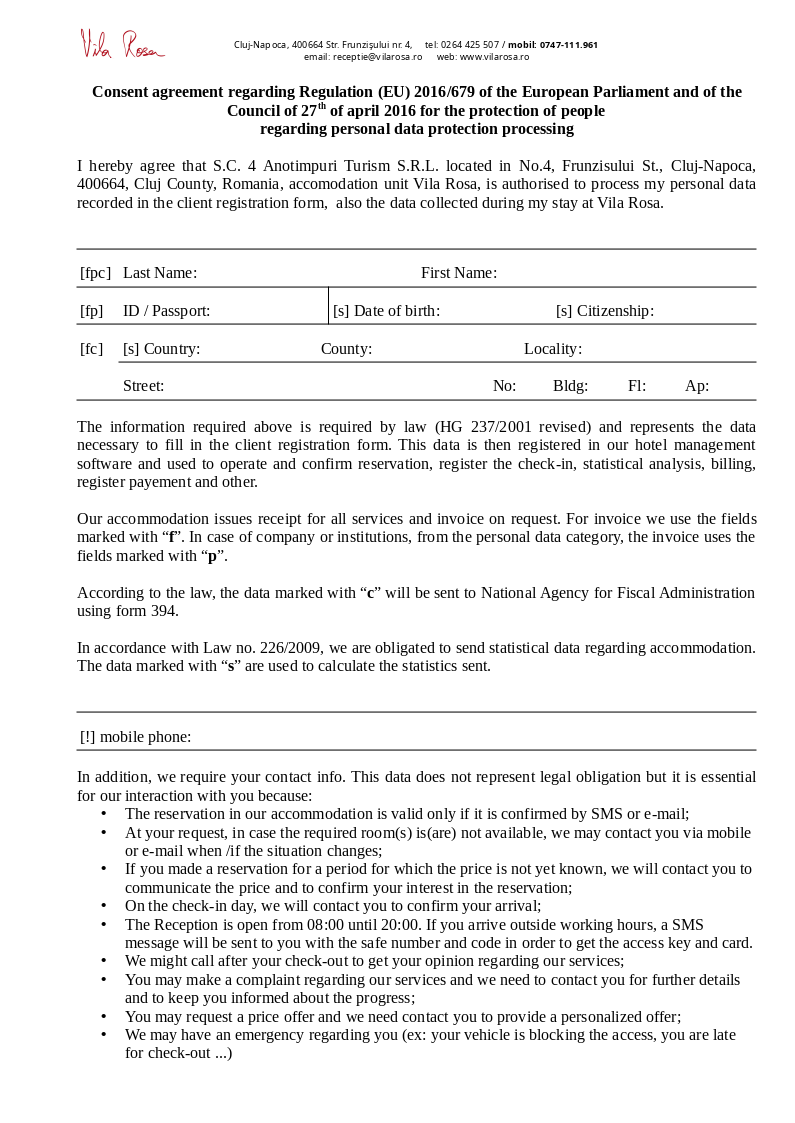 Vila Rosa
Cluj-Napoca, 400664 Str. Frunzişului nr. 4, tel: 0264 425 507 / mobil: 0747-111.961
email: receptie@vilarosa.ro web: www.vilarosa.ro
Consent agreement regarding Regulation (EU) 2016/679 of the European Parliament and of the
Council of 27th of april 2016 for the protection of people
regarding personal data protection processing
I hereby agree that S.C. 4 Anotimpuri Turism S.R.L. located in No.4, Frunzisului St., Cluj-Napoca,
400664, Cluj County, Romania, accomodation unit Vila Rosa, is authorised to process my personal data
recorded in the client registration form, also the data collected during my stay at Vila Rosa.
[fpc] Last Name: First Name:
[fp] ID / Passport: [s] Date of birth: [s] Citizenship:
[fc] [s] Country: County: Locality:
Street: No: Bldg: Fl: Ap:
The information required above is required by law (HG 237/2001 revised) and represents the data
necessary to fill in the client registration form. This data is then registered in our hotel management
software and used to operate and confirm reservation, register the check-in, statistical analysis, billing,
register payement and other.
Our accommodation issues receipt for all services and invoice on request. For invoice we use the fields
marked with “f”. In case of company or institutions, from the personal data category, the invoice uses the
fields marked with “p”.
According to the law, the data marked with “c” will be sent to National Agency for Fiscal Administration
using form 394.
In accordance with Law no. 226/2009, we are obligated to send statistical data regarding accommodation.
The data marked with “s” are used to calculate the statistics sent.
[!] mobile phone:
In addition, we require your contact info. This data does not represent legal obligation but it is essential
for our interaction with you because:
• The reservation in our accommodation is valid only if it is confirmed by SMS or e-mail;
• At your request, in case the required room(s) is(are) not available, we may contact you via mobile
or e-mail when /if the situation changes;
• If you made a reservation for a period for which the price is not yet known, we will contact you to
communicate the price and to confirm your interest in the reservation;
• On the check-in day, we will contact you to confirm your arrival;
• The Reception is open from 08:00 until 20:00. If you arrive outside working hours, a SMS
message will be sent to you with the safe number and code in order to get the access key and card.
• We might call after your check-out to get your opinion regarding our services;
• You may make a complaint regarding our services and we need to contact you for further details
and to keep you informed about the progress;
• You may request a price offer and we need contact you to provide a personalized offer;
• We may have an emergency regarding you (ex: your vehicle is blocking the access, you are late
for check-out ...)